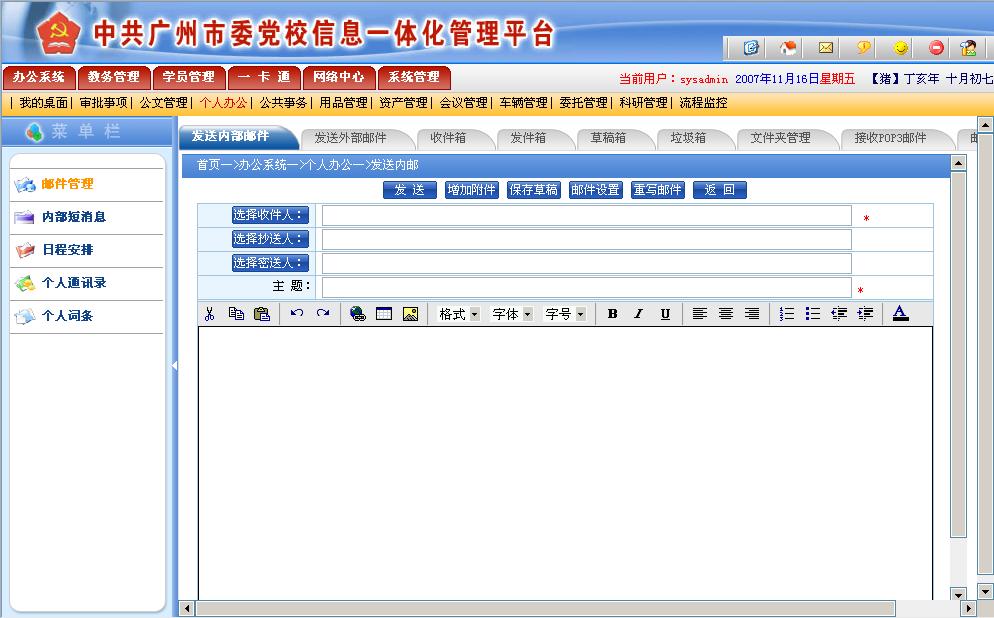 中共广州市委党校信息一体化管理平台
办公系统 教务管理 学员管理 一 卡 通 网络中心 系统管理
当前用户：sysadmin 2007年11月16日星期五 【猪】丁亥年 十月初七
| 我的桌面| 审批事项| 公文管理| 个人办公| 公共事务| 用品管理| 资产管理| 会议管理| 车辆管理| 委托管理| 科研管理| 流程监控
菜 单 栏
邮件管理
内部短消息
日程安排
个人通讯录
个人词条
发送内部邮件 发送外部邮件 收件箱 发件箱 草稿箱 垃圾箱 文件夹管理 接收POP3邮件
首页—>办公系统—>个人办公—>发送内邮
发 送 增加附件 保存草稿 邮件设置 重写邮件 返 回
选择收件人： *
选择抄送人：
选择密送人：
主 题： *
格式 字体 字号 B I U A